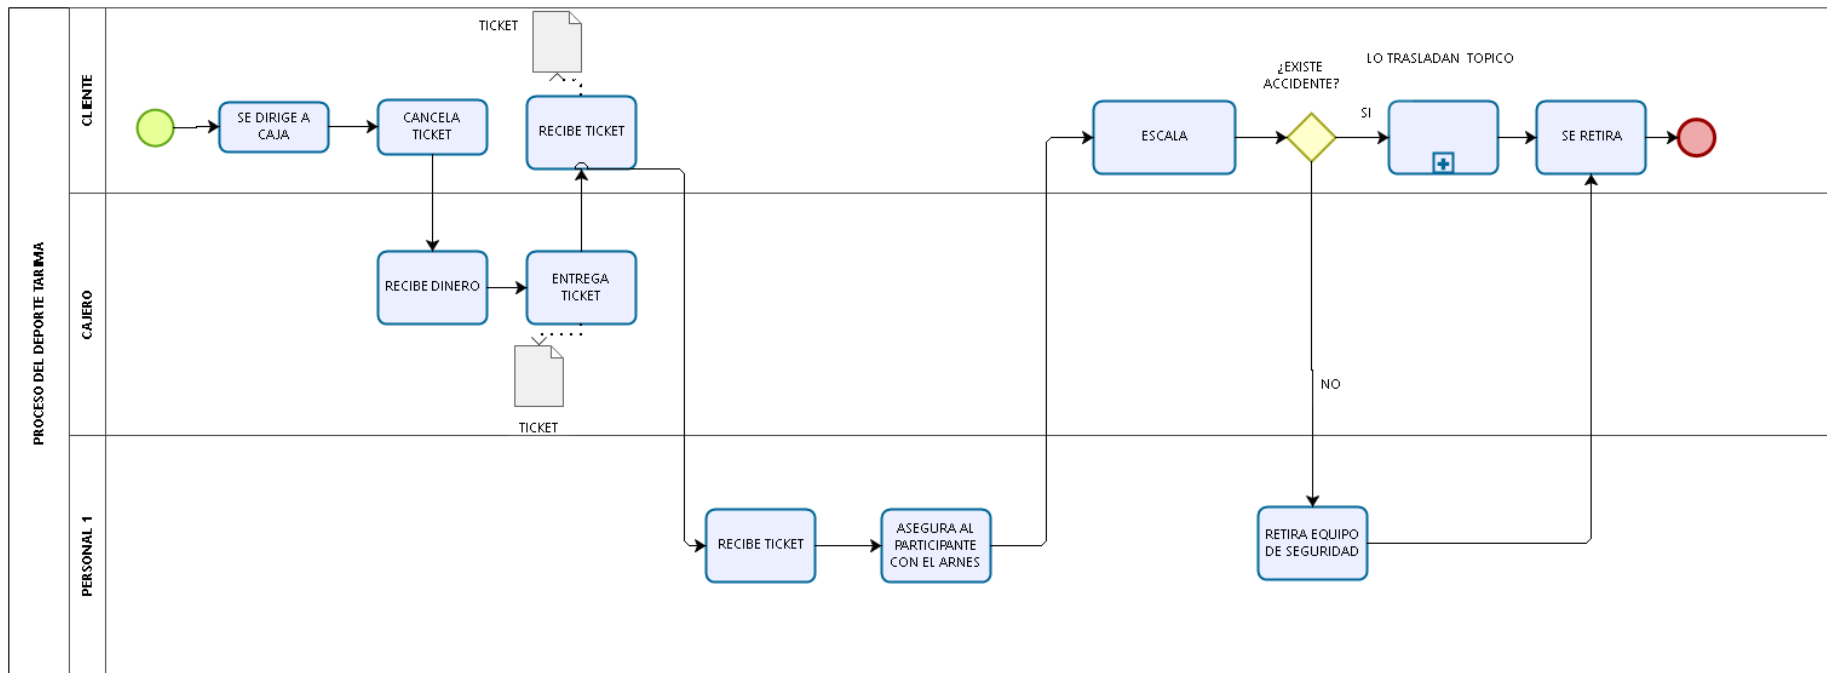 PROCESO DEL DEPORTE TARIMA
CLIENTE
SE DIRIGE A
CAJA
CANCELA
TICKET
TICKET
RECIBE TICKET
ESCALA
¿EXISTE
ACCIDENTE?
SI
LO TRASLADAN TOPICO
SE RETIRA
CAJERO
RECIBE DINERO
ENTREGA
TICKET
TICKET
NO
PERSONAL 1
RECIBE TICKET
ASEGURA AL
PARTICIPANTE
CON EL ARNES
RETIRA EQUIPO
DE SEGURIDAD